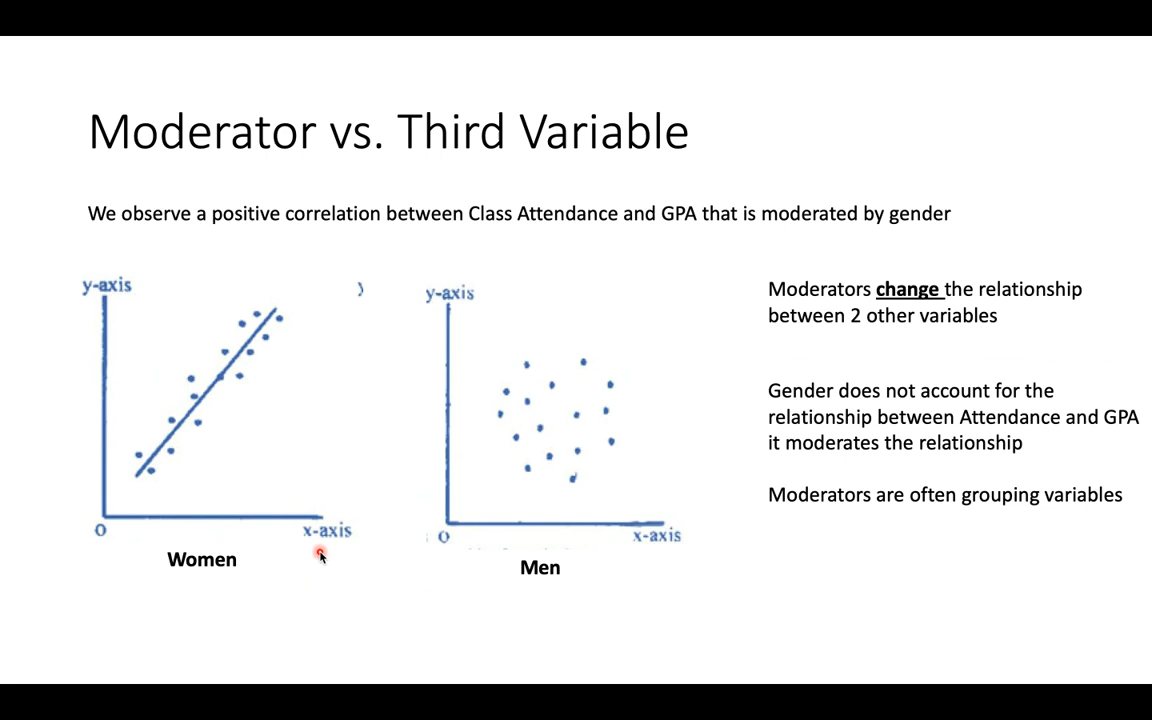 Moderator vs. Third Variable
We observe a positive correlation between Class Attendance and GPA that is moderated by gender
y-axis
)
0
x-axis
Women
y-axis
0
x-axis
Men
Moderators change the relationship
between 2 other variables
Gender does not account for the
relationship between Attendance and GPA
it moderates the relationship
Moderators are often grouping variables